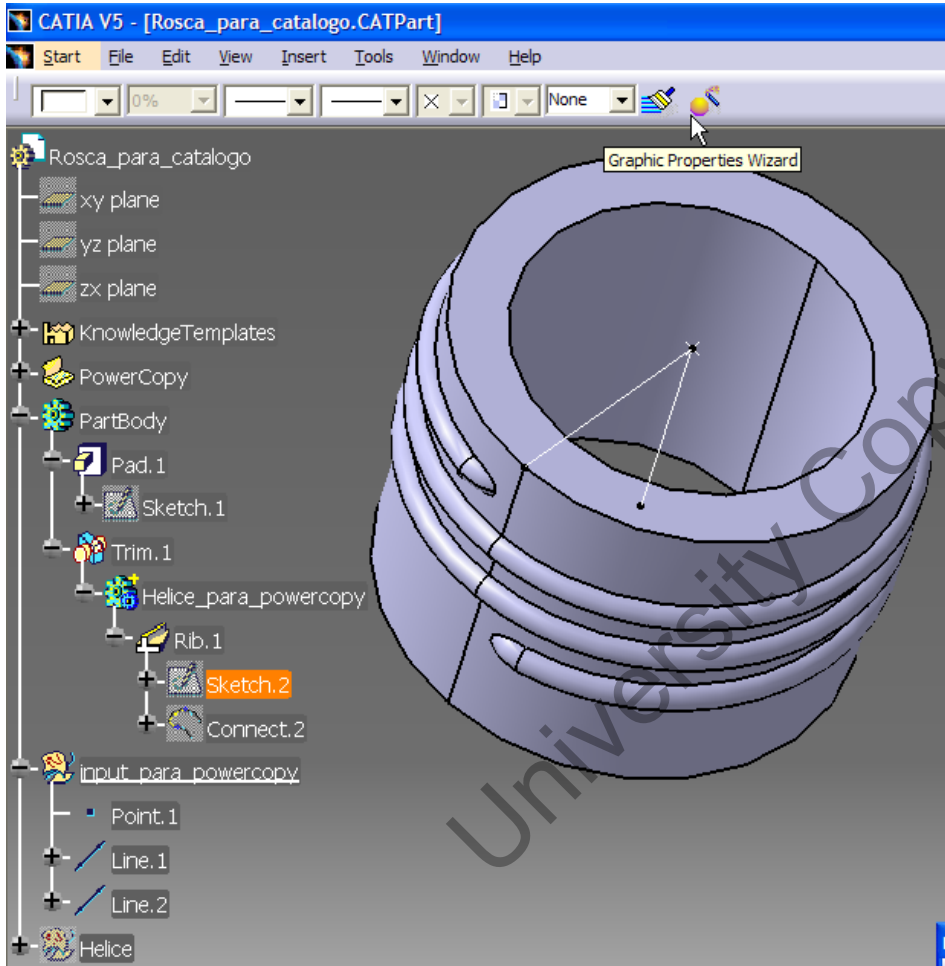 CATIA V5 - [Rosca_para_catalogo.CATPart]
Start File Edit View Insert Tools Window Help
0% None
Graphic Properties Wizard
Rosca_para_catalogo
xy plane
yz plane
zx plane
KnowledgeTemplates
PowerCopy
PartBody
Pad.1
Sketch.1
Trim.1
Helice_para_powercopy
Rib.1
Sketch.2
Connect.2
input_para_powercopy
Point.1
Line.1
Line.2
Helice
University Cop